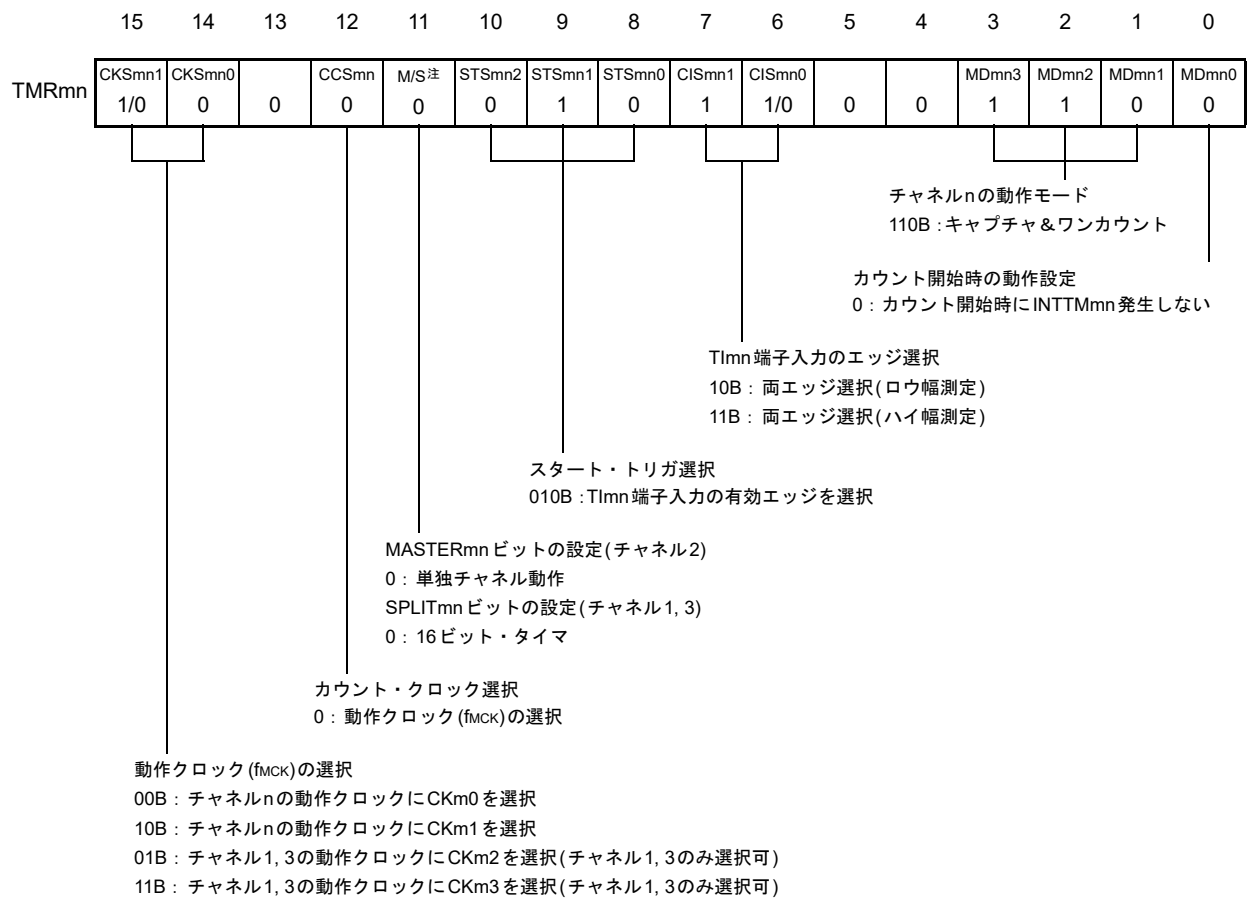 15 14 13 12 11 10 9 8 7 6 5 4 3 2 1 0
TMRmn
CKSmn1 CKSmn0 CCSmn M/S注 STSmn2 STSmn1 STSmn0 CISmn1 CISmn0 MDmn3 MDmn2 MDmn1 MDmn0
1/0 0 0 0 0 0 1 0 1 1/0 0 0 1 1 0 0
チャネルnの動作モード
110B：キャプチャ＆ワンカウント
カウント開始時の動作設定
0：カウント開始時にINTTMmn発生しない
TImn端子入力のエッジ選択
10B：両エッジ選択(ロウ幅測定)
11B：両エッジ選択(ハイ幅測定)
スタート・トリガ選択
010B：TImn端子入力の有効エッジを選択
MASTERmnビットの設定(チャネル2)
0：単独チャネル動作
SPLITmnビットの設定(チャネル1, 3)
0：16ビット・タイマ
カウント・クロック選択
0：動作クロック(fMCK)の選択
動作クロック(fMCK)の選択
00B：チャネルnの動作クロックにCKm0を選択
10B：チャネルnの動作クロックにCKm1を選択
01B：チャネル1, 3の動作クロックにCKm2を選択(チャネル1, 3のみ選択可)
11B：チャネル1, 3の動作クロックにCKm3を選択(チャネル1, 3のみ選択可)